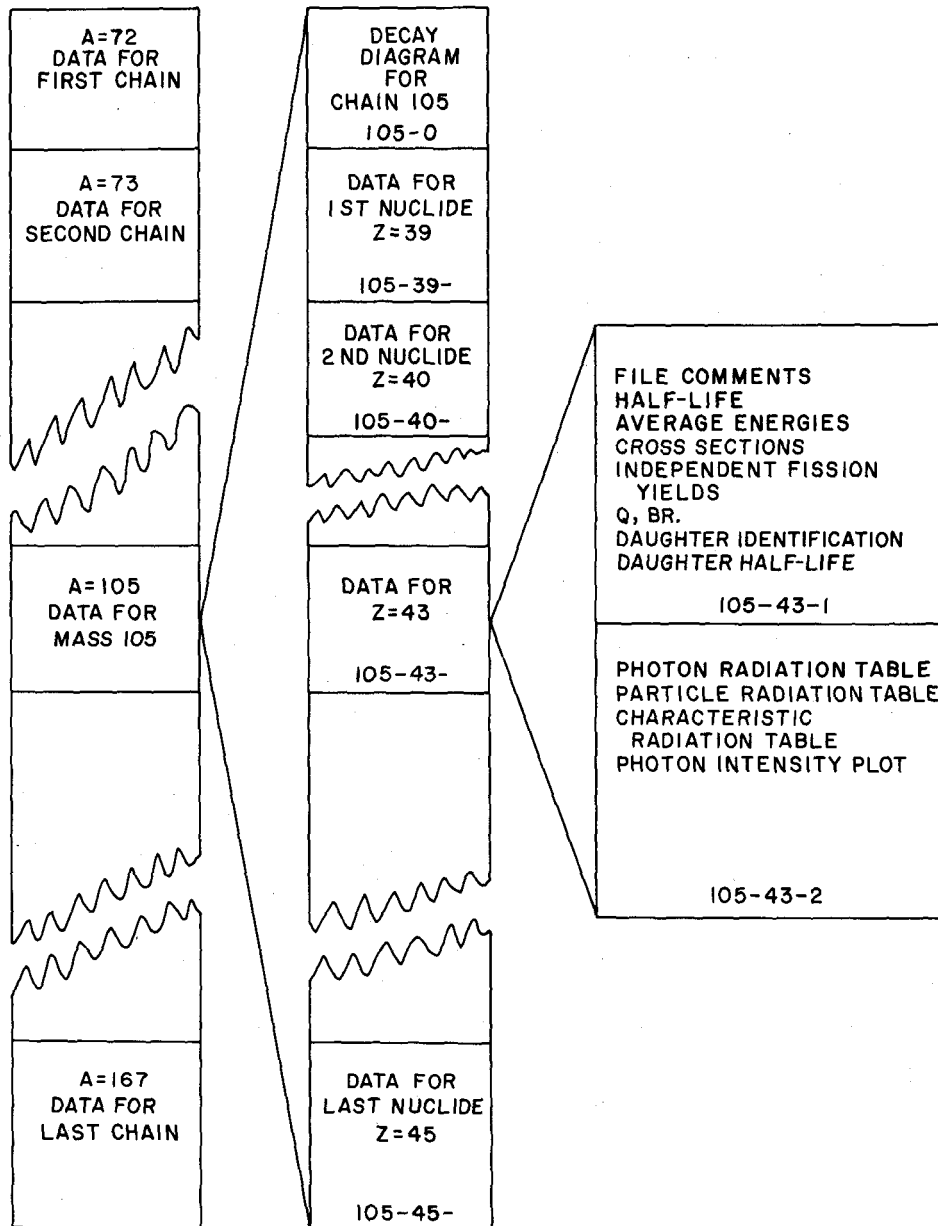 A=72
DATA FOR
FIRST CHAIN
A=73
DATA FOR
SECOND CHAIN
A=105
DATA FOR
MASS 105
A=167
DATA FOR
LAST CHAIN
DECAY
DIAGRAM
FOR
CHAIN 105
105-0
DATA FOR
1ST NUCLIDE
Z=39
105-39-
DATA FOR
2ND NUCLIDE
Z=40
105-40-
DATA FOR
Z=43
105-43-
DATA FOR
LAST NUCLIDE
Z=45
105-45-
FILE COMMENTS
HALF-LIFE
AVERAGE ENERGIES
CROSS SECTIONS
INDEPENDENT FISSION
YIELDS
Q, BR.
DAUGHTER IDENTIFICATION
DAUGHTER HALF-LIFE
105-43-1
PHOTON RADIATION TABLE
PARTICLE RADIATION TABLE
CHARACTERISTIC
RADIATION TABLE
PHOTON INTENSITY PLOT
105-43-2